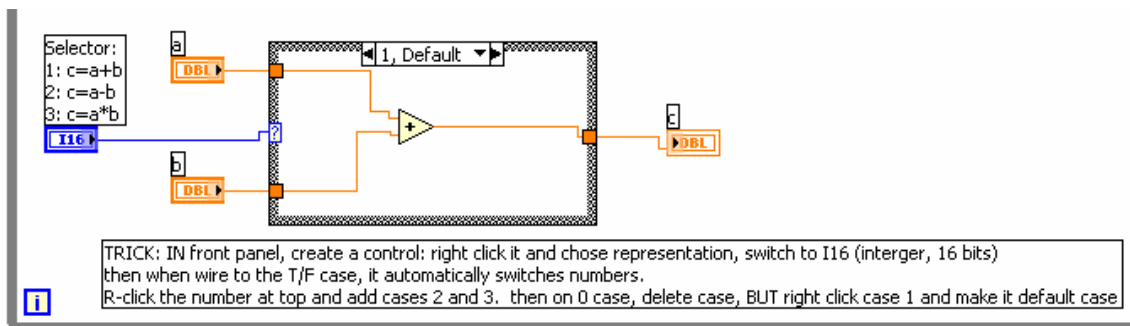 Selector:
1: c=a+b
2: c=a-b
3: c=a*b
I16
a
DBL
b
DBL
1, Default
?
+
c
DBL
TRICK: IN front panel, create a control: right click it and chose representation, switch to I16 (interger, 16 bits)
then when wire to the T/F case, it automatically switches numbers.
R-click the number at top and add cases 2 and 3.  then on 0 case, delete case, BUT right click case 1 and make it default case
i